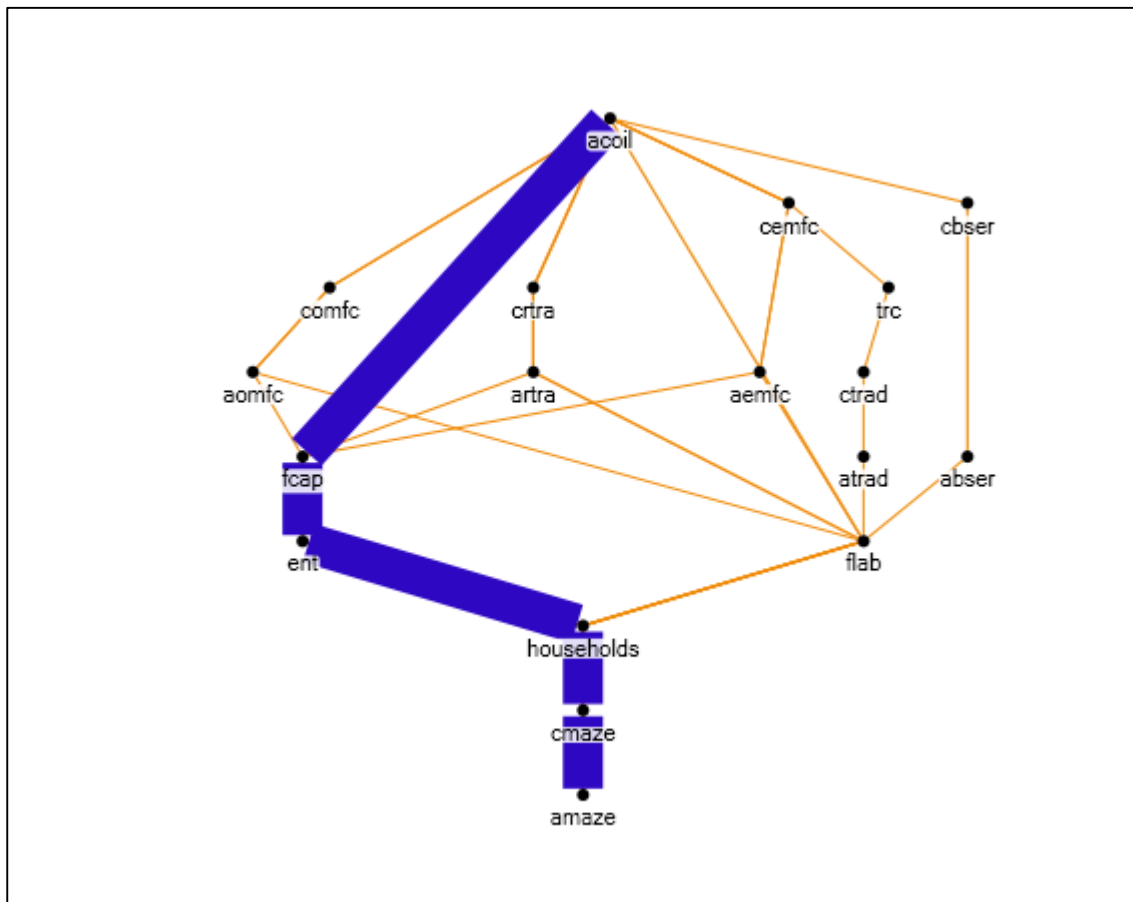 acoil
cemfc
cbser
comfc
crtra
trc
aomfc
artra
aemfc
ctrad
fcap
atrad
abser
ent
flab
households
cmaze
amaze